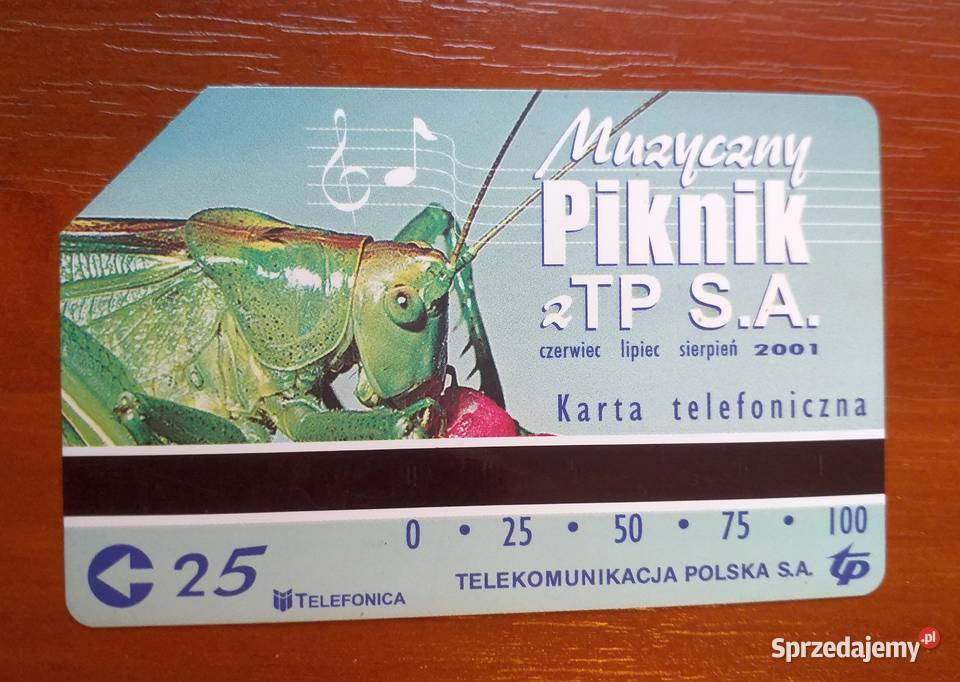 Muzyczny
Piknik
z TP S.A.
czerwiec lipiec sierpień 2001
Karta telefoniczna
0 • 25 • 50 • 75 • 100
25
TELEFONICA
TELEKOMUNIKACJA POLSKA S.A. tp
Sprzedajemy.pl